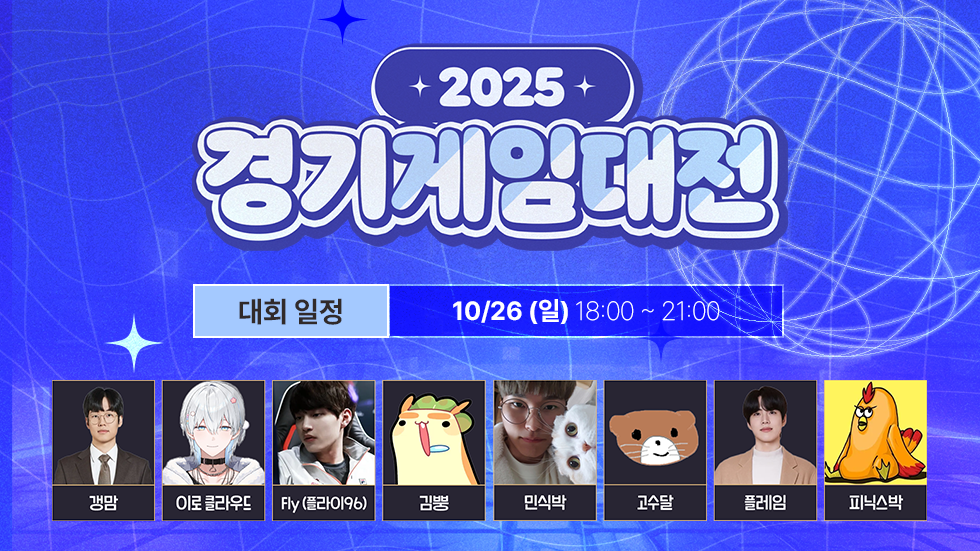 2025
경기게임대전
대회 일정
10/26 (일) 18:00 ~ 21:00
갱맘
이로 클라우드
Fly (플라이96)
김뿡
민식박
고수달
플레임
피닉스박